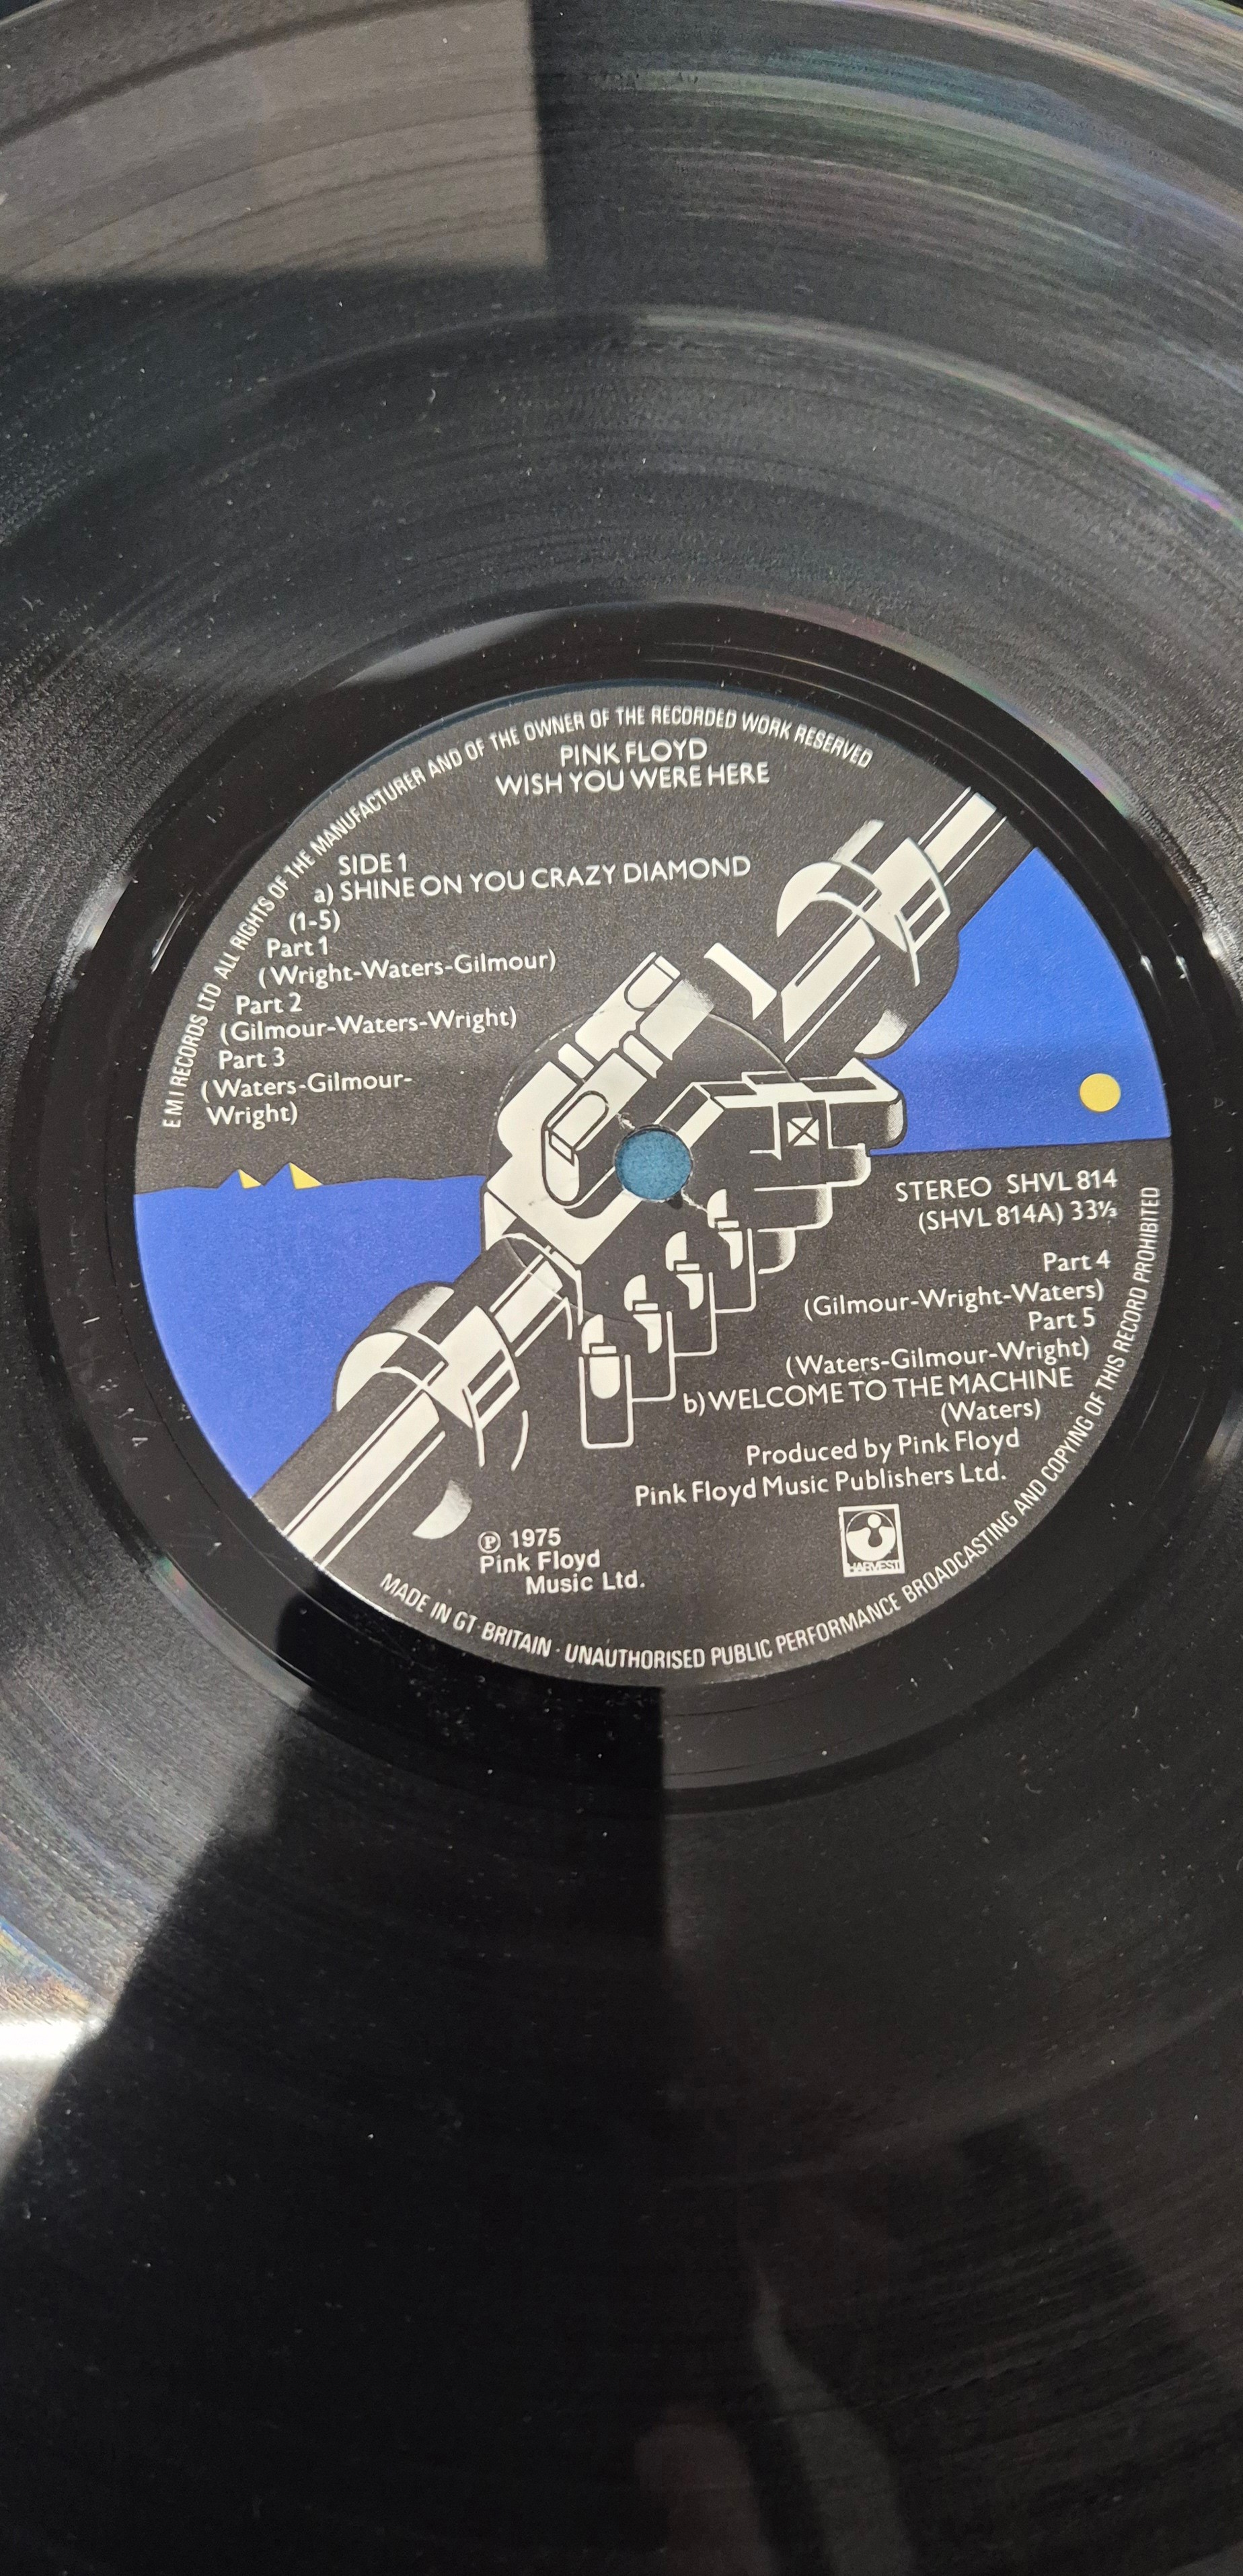 E M I RECORDS LTD ALL RIGHTS OF THE MANUFACTURER AND OF THE OWNER OF THE RECORDED WORK RESERVED
PINK FLOYD
WISH YOU WERE HERE
SIDE 1
a) SHINE ON YOU CRAZY DIAMOND
(1-5)
Part 1
(Wright-Waters-Gilmour)
Part 2
(Gilmour-Waters-Wright)
Part 3
(Waters-Gilmour-
Wright)
STEREO SHVL 814
(SHVL 814A) 33⅓
Part 4
(Gilmour-Wright-Waters)
Part 5
(Waters-Gilmour-Wright)
b) WELCOME TO THE MACHINE
(Waters)
Produced by Pink Floyd
Pink Floyd Music Publishers Ltd.
HARVEST
Ⓟ 1975
Pink Floyd
Music Ltd.
MADE IN GT· BRITAIN · UNAUTHORISED PUBLIC PERFORMANCE BROADCASTING AND COPYING OF THIS RECORD PROHIBITED